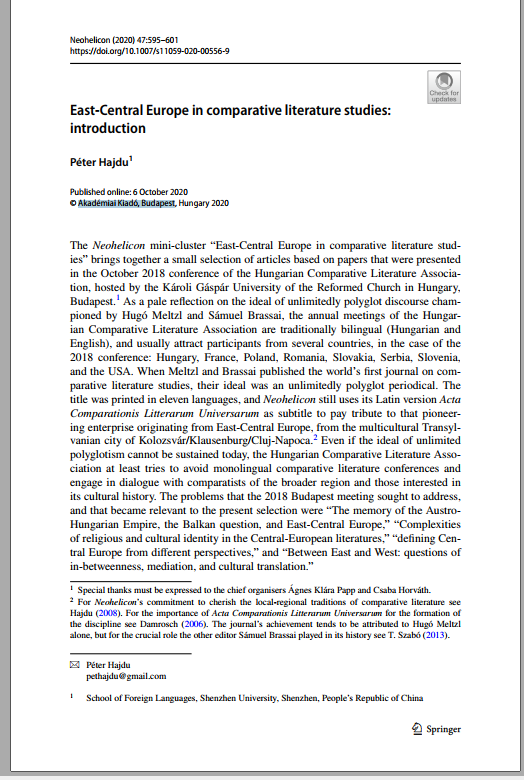 Neohelicon (2020) 47:595–601
https://doi.org/10.1007/s11059-020-00556-9
Check for
updates
East-Central Europe in comparative literature studies:
introduction
Péter Hajdu1
Published online: 6 October 2020
© Akadémiai Kiadó, Budapest, Hungary 2020
The Neohelicon mini-cluster “East-Central Europe in comparative literature stud-
ies” brings together a small selection of articles based on papers that were presented
in the October 2018 conference of the Hungarian Comparative Literature Associa-
tion, hosted by the Károli Gáspár University of the Reformed Church in Hungary,
Budapest.1 As a pale reflection on the ideal of unlimitedly polyglot discourse cham-
pioned by Hugó Meltzl and Sámuel Brassai, the annual meetings of the Hungar-
ian Comparative Literature Association are traditionally bilingual (Hungarian and
English), and usually attract participants from several countries, in the case of the
2018 conference: Hungary, France, Poland, Romania, Slovakia, Serbia, Slovenia,
and the USA. When Meltzl and Brassai published the world’s first journal on com-
parative literature studies, their ideal was an unlimitedly polyglot periodical. The
title was printed in eleven languages, and Neohelicon still uses its Latin version Acta
Comparationis Litterarum Universarum as subtitle to pay tribute to that pioneer-
ing enterprise originating from East-Central Europe, from the multicultural Transyl-
vanian city of Kolozsvár/Klausenburg/Cluj-Napoca.2 Even if the ideal of unlimited
polyglotism cannot be sustained today, the Hungarian Comparative Literature Asso-
ciation at least tries to avoid monolingual comparative literature conferences and
engage in dialogue with comparatists of the broader region and those interested in
its cultural history. The problems that the 2018 Budapest meeting sought to address,
and that became relevant to the present selection were “The memory of the Austro-
Hungarian Empire, the Balkan question, and East-Central Europe,” “Complexities
of religious and cultural identity in the Central-European literatures,” “defining Cen-
tral Europe from different perspectives,” and “Between East and West: questions of
in-betweenness, mediation, and cultural translation.”
1 Special thanks must be expressed to the chief organisers Ágnes Klára Papp and Csaba Horváth.
2 For Neohelicon’s commitment to cherish the local-regional traditions of comparative literature see
Hajdu (2008). For the importance of Acta Comparationis Litterarum Universarum for the formation of
the discipline see Damrosch (2006). The journal’s achievement tends to be attributed to Hugó Meltzl
alone, but for the crucial role the other editor Sámuel Brassai played in its history see T. Szabó (2013).
Péter Hajdu
pethajdu@gmail.com
1 School of Foreign Languages, Shenzhen University, Shenzhen, People’s Republic of China
Springer